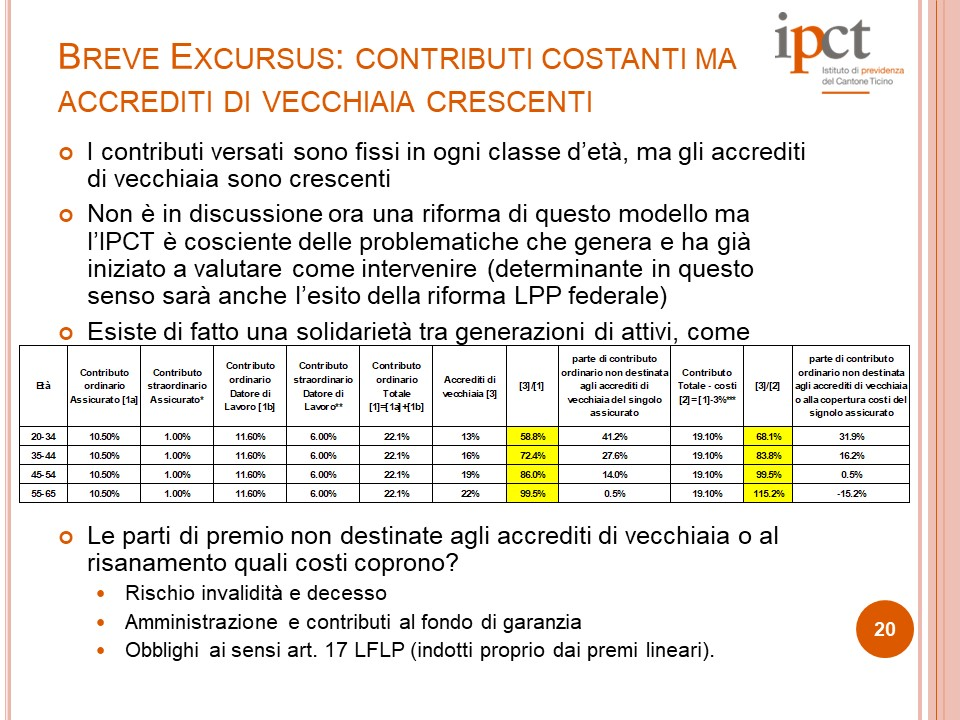 BREVE EXCURSUS: CONTRIBUTI COSTANTI MA
ACCREDITI DI VECCHIAIA CRESCENTI
ipct
Istituto di previdenza
del Cantone Ticino
I contributi versati sono fissi in ogni classe d'età, ma gli accrediti
di vecchiaia sono crescenti
Non è in discussione ora una riforma di questo modello ma
l'IPCT è cosciente delle problematiche che genera e ha già
iniziato a valutare come intervenire (determinante in questo
senso sarà anche l'esito della riforma LPP federale)
Esiste di fatto una solidarietà tra generazioni di attivi, come
Età | Contributo ordinario Assicurato [1a] | Contributo straordinario Assicurato* | Contributo ordinario Datore di Lavoro [1b] | Contributo straordinario Datore di Lavoro** | Contributo ordinario Totale [1]=[1a]+[1b] | Accrediti di vecchiaia [3] | [3]/[1] | parte di contributo ordinario non destinata agli accrediti di vecchiaia del singolo assicurato | Contributo Totale - costi [2] = [1]-3%*** | [3]/[2] | parte di contributo ordinario non destinata agli accrediti di vecchiaia o alla copertura costi del signolo assicurato
20-34 | 10.50% | 1.00% | 11.60% | 6.00% | 22.1% | 13% | 58.8% | 41.2% | 19.10% | 68.1% | 31.9%
35-44 | 10.50% | 1.00% | 11.60% | 6.00% | 22.1% | 16% | 72.4% | 27.6% | 19.10% | 83.8% | 16.2%
45-54 | 10.50% | 1.00% | 11.60% | 6.00% | 22.1% | 19% | 86.0% | 14.0% | 19.10% | 99.5% | 0.5%
55-65 | 10.50% | 1.00% | 11.60% | 6.00% | 22.1% | 22% | 99.5% | 0.5% | 19.10% | 115.2% | -15.2%
Le parti di premio non destinate agli accrediti di vecchiaia o al
risanamento quali costi coprono?
Rischio invalidità e decesso
Amministrazione e contributi al fondo di garanzia
Obblighi ai sensi art. 17 LFLP (indotti proprio dai premi lineari).
20